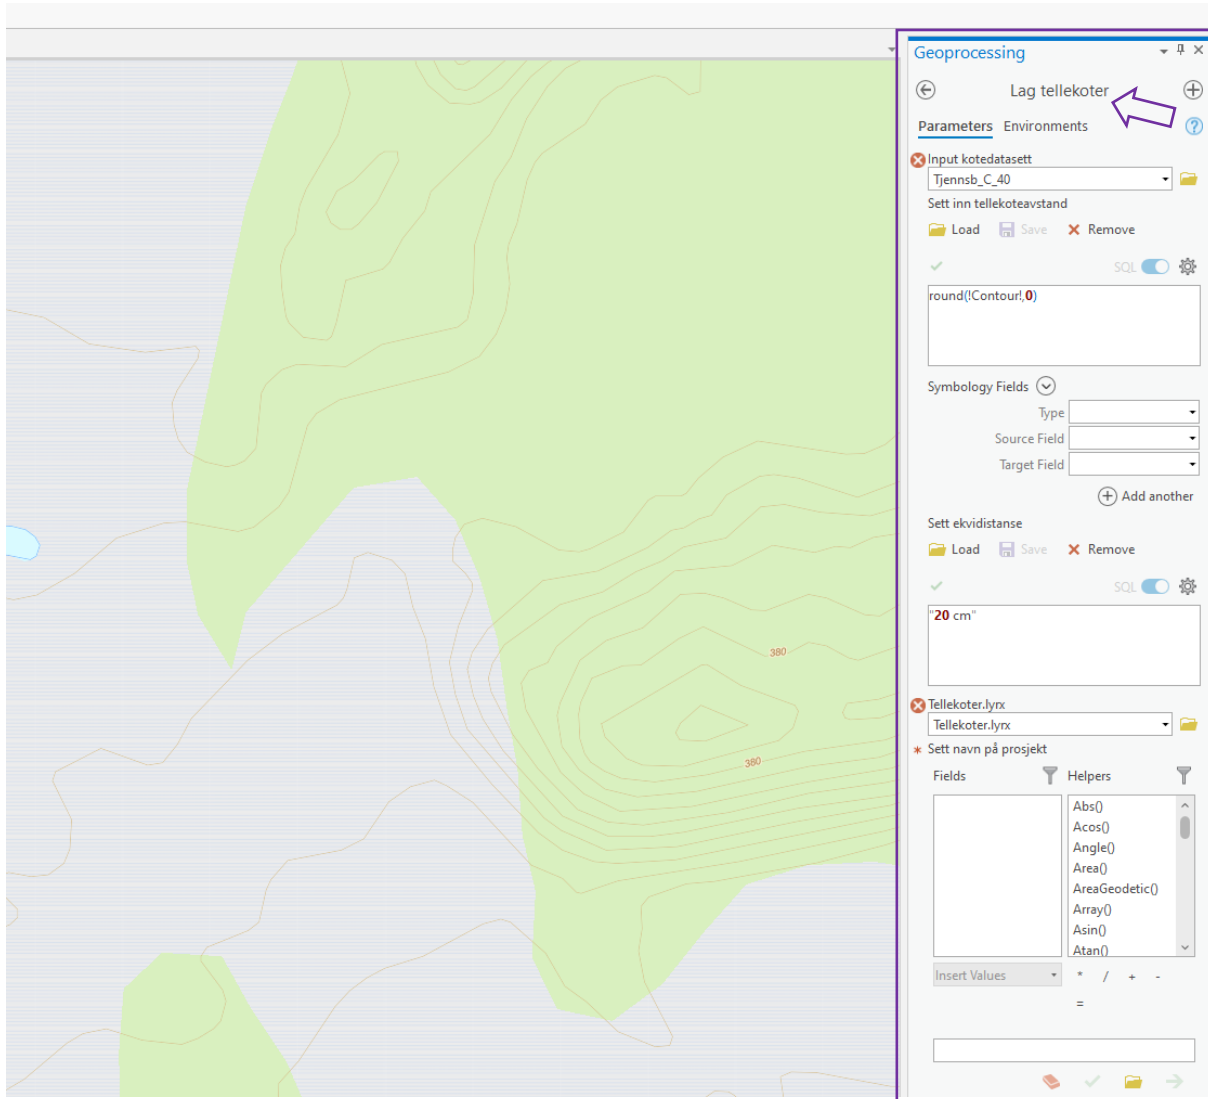 Geoprocessing
Lag tellekoter
Parameters Environments
Input kotedatasett
Tjennsb_C_40
Sett inn tellekoteavstand
Load Save Remove
SQL
round(!Contour!,0)
Symbology Fields
Type
Source Field
Target Field
Add another
Sett ekvidistanse
Load Save Remove
SQL
"20 cm"
Tellekoter.lyrx
Tellekoter.lyrx
* Sett navn på prosjekt
Fields Helpers
Abs()
Acos()
Angle()
Area()
AreaGeodetic()
Array()
Asin()
Atan()
Insert Values * / + -
=
380
380